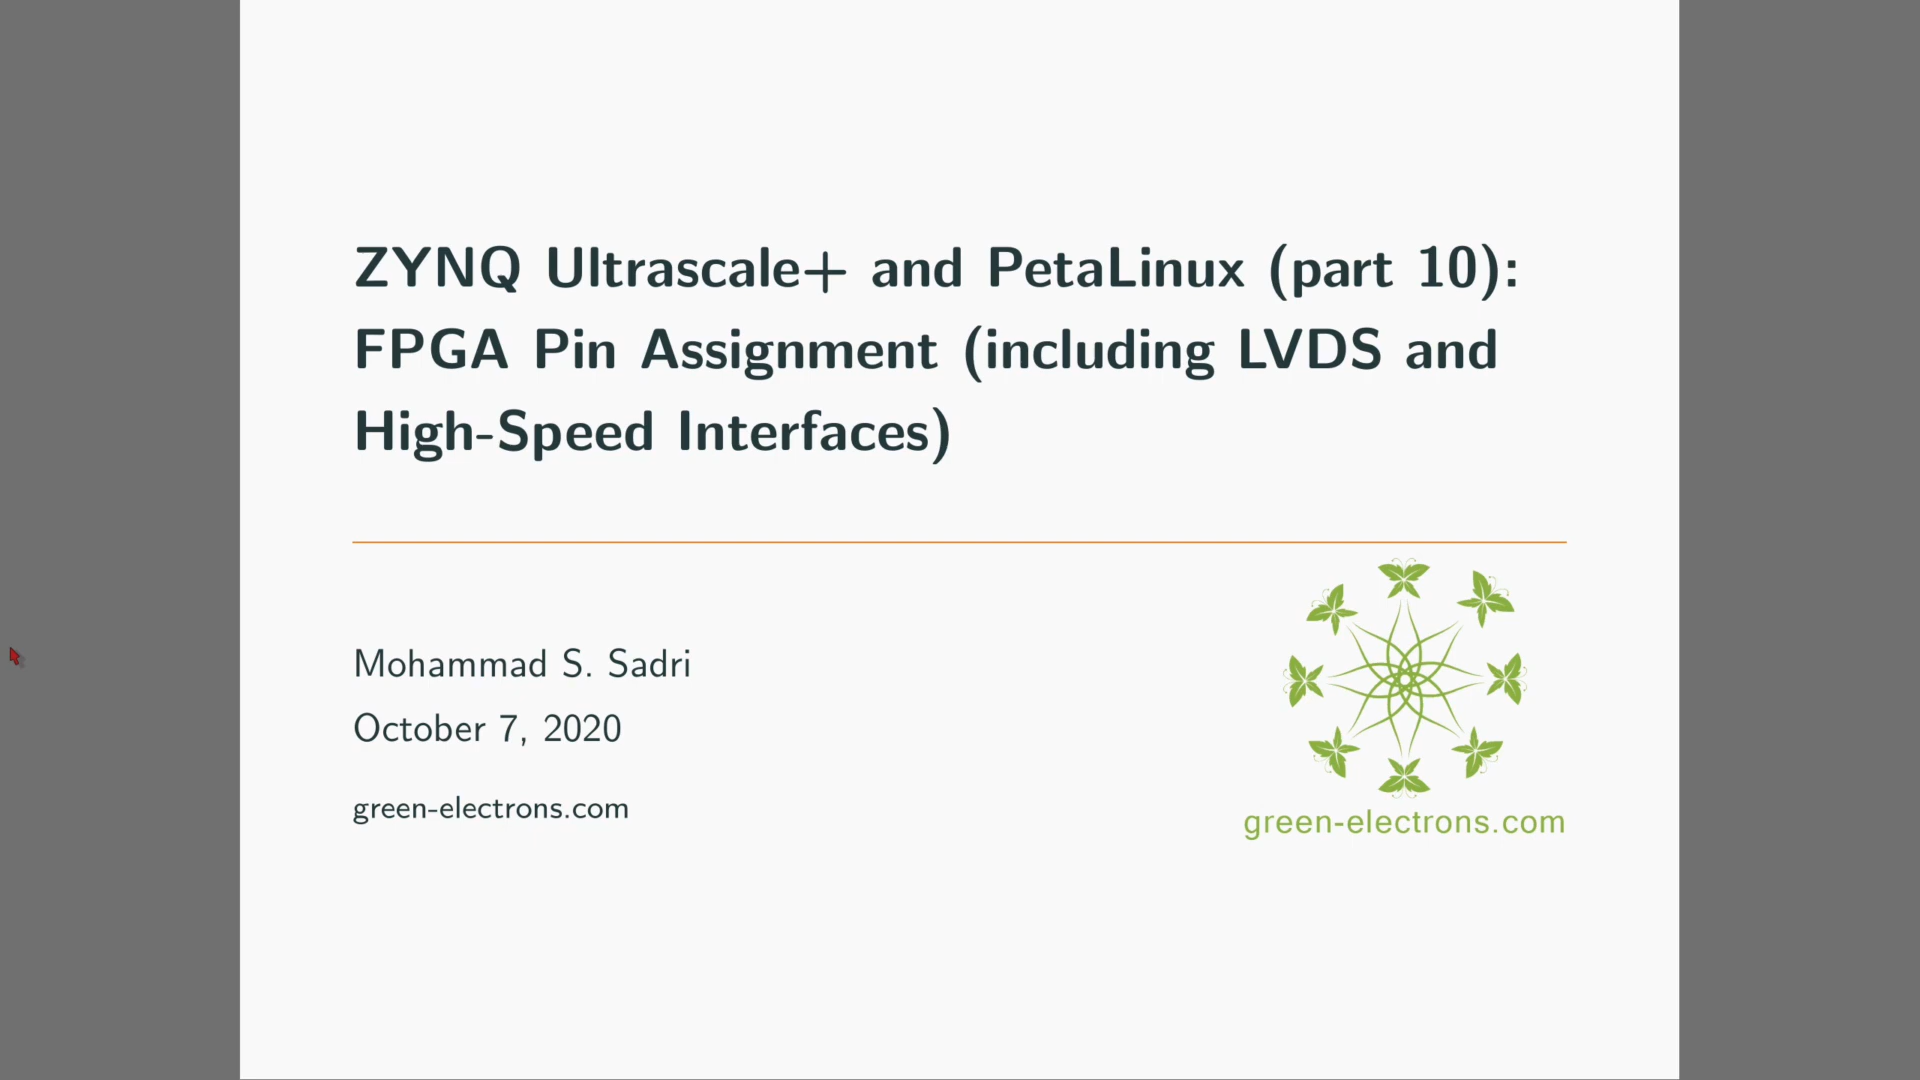 ZYNQ Ultrascale+ and PetaLinux (part 10):
FPGA Pin Assignment (including LVDS and
High-Speed Interfaces)
Mohammad S. Sadri
October 7, 2020
green-electrons.com
green-electrons.com